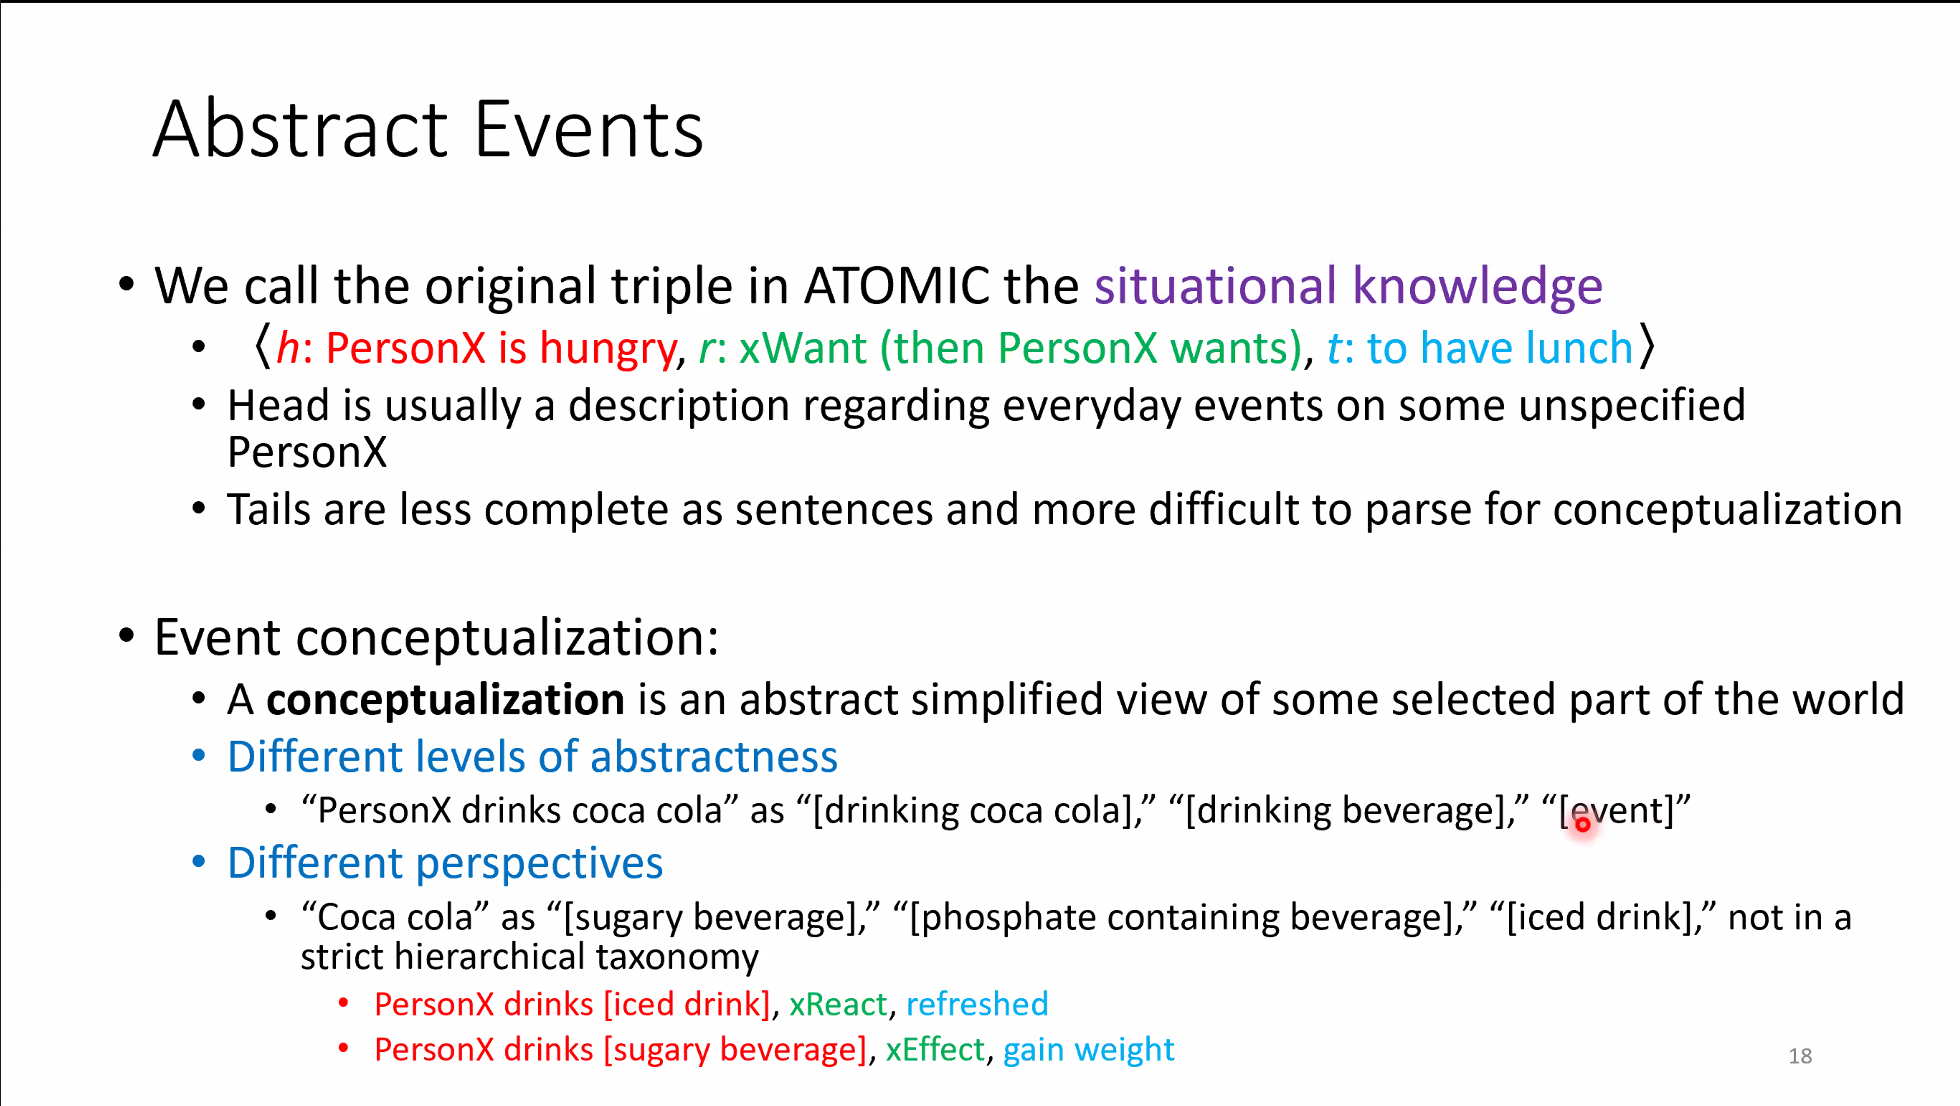 Abstract Events
• We call the original triple in ATOMIC the situational knowledge
• ⟨h: PersonX is hungry, r: xWant (then PersonX wants), t: to have lunch⟩
• Head is usually a description regarding everyday events on some unspecified
PersonX
• Tails are less complete as sentences and more difficult to parse for conceptualization
• Event conceptualization:
• A conceptualization is an abstract simplified view of some selected part of the world
• Different levels of abstractness
• “PersonX drinks coca cola” as “[drinking coca cola],” “[drinking beverage],” “[event]”
• Different perspectives
• “Coca cola” as “[sugary beverage],” “[phosphate containing beverage],” “[iced drink],” not in a
strict hierarchical taxonomy
• PersonX drinks [iced drink], xReact, refreshed
• PersonX drinks [sugary beverage], xEffect, gain weight
18